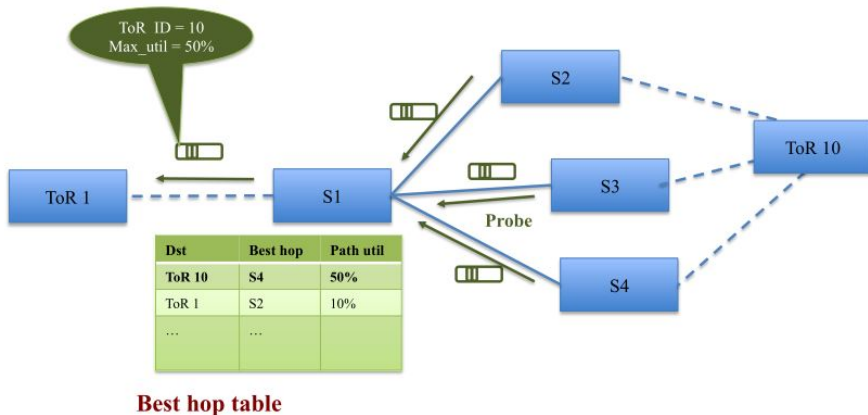 ToR ID = 10
Max_util = 50%
S2
ToR 10
ToR 1
S1
S3
Probe
S4
Dst Best hop Path util
ToR 10 S4 50%
ToR 1 S2 10%
… …
Best hop table